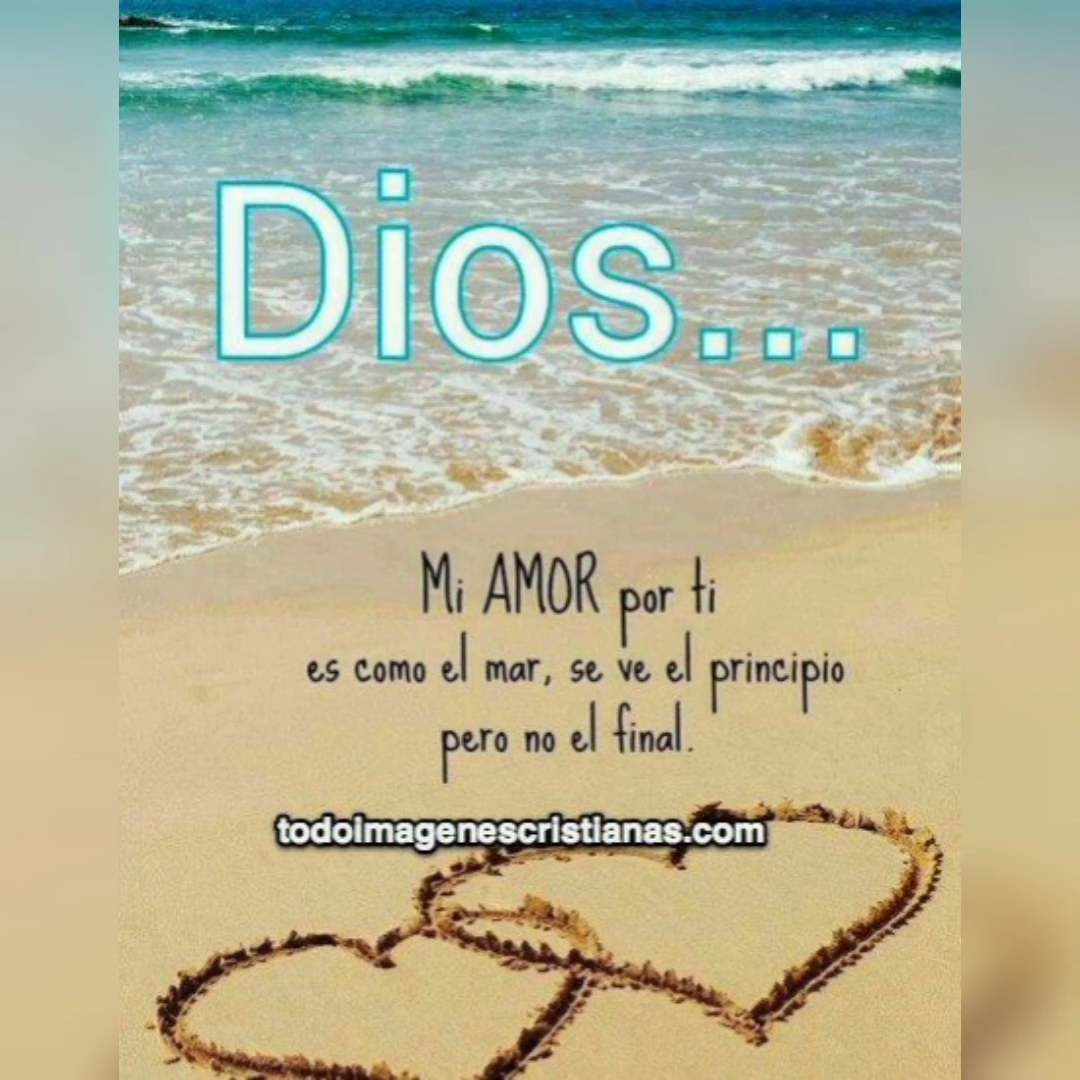 Dios...
Mi AMOR por ti
es como el mar, se ve el principio
pero no el final.
todoimagenescristianas.com